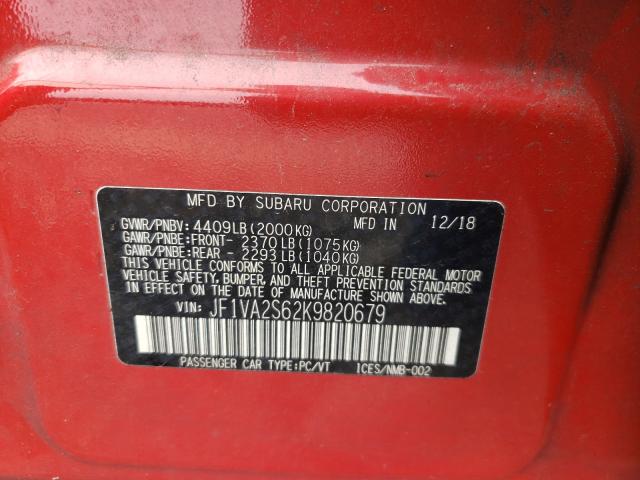 MFD BY SUBARU CORPORATION
GVWR/PNBV: 4409LB(2000KG) MFD IN 12/18
GAWR/PNBE:FRONT- 2370LB(1075KG)
GAWR/PNBE:REAR - 2293LB(1040KG)
THIS VEHICLE CONFORMS TO ALL APPLICABLE FEDERAL MOTOR
VEHICLE SAFETY, BUMPER, AND THEFT PREVENTION STANDARDS
IN EFFECT ON THE DATE OF MANUFACTURE SHOWN ABOVE.
VIN: JF1VA2S62K9820679
PASSENGER CAR TYPE:PC/VT ICES/NMB-002